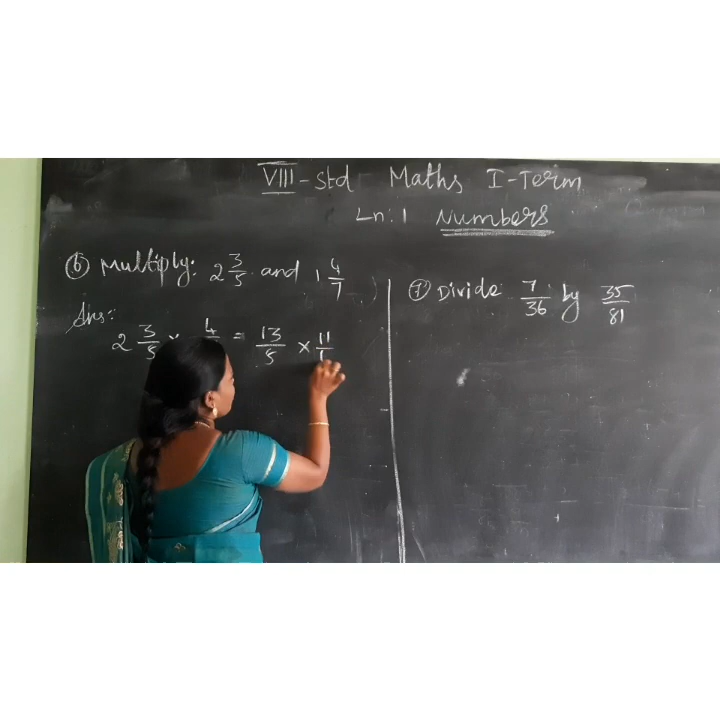 VIII-std Maths I-Term
Ln:1 Numbers
⑥ Multiply: 2 3/5 and 1 4/7
Ans:-
2 3/5 × 4 = 13/5 × 11
⑦ Divide 7/36 by 35/81